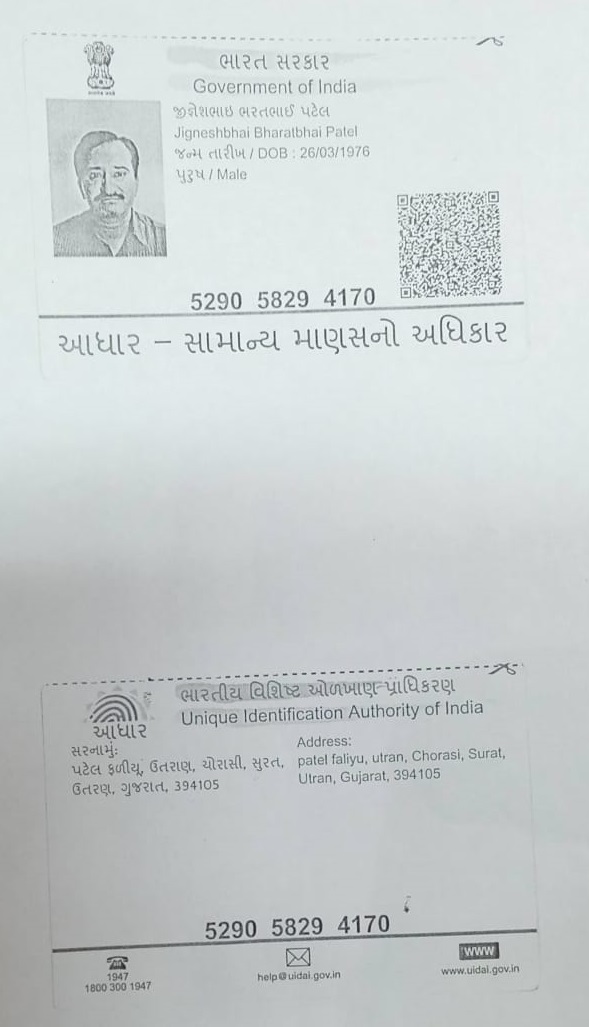 ભારત સરકાર
Government of India
જીજ્ઞેશભાઇ ભરતભાઈ પટેલ
Jigneshbhai Bharatbhai Patel
જન્મ તારીખ / DOB : 26/03/1976
પુરુષ / Male
5290 5829 4170
આધાર – સામાન્ય માણસનો અધિકાર
ભારતીય વિશિષ્ટ ઓળખાણ પ્રાધિકરણ
Unique Identification Authority of India
આધાર
સરનામું:
પટેલ ફળીયૂ, ઉતરાણ, ચોરાસી, સુરત,
ઉતરણ, ગુજરાત, 394105
Address:
patel faliyu, utran, Chorasi, Surat,
Utran, Gujarat, 394105
5290 5829 4170
1947
1800 300 1947
help@uidai.gov.in
WWW
www.uidai.gov.in